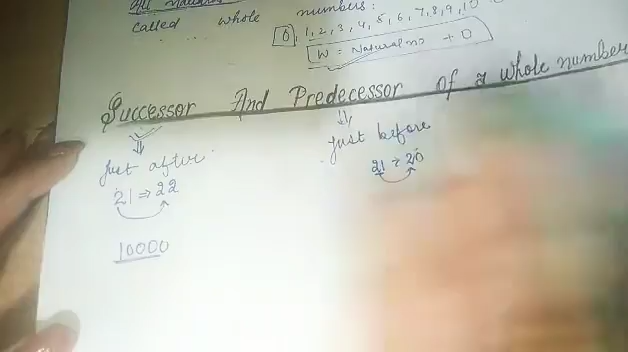 All
called whole numbers:
0, 1, 2, 3, 4, 5, 6, 7, 8, 9, 10
W = Natural no + 0
Successor And Predecessor of a whole number
Just after
21 ⇒ 22
10000
Just before
21 ⇒ 20